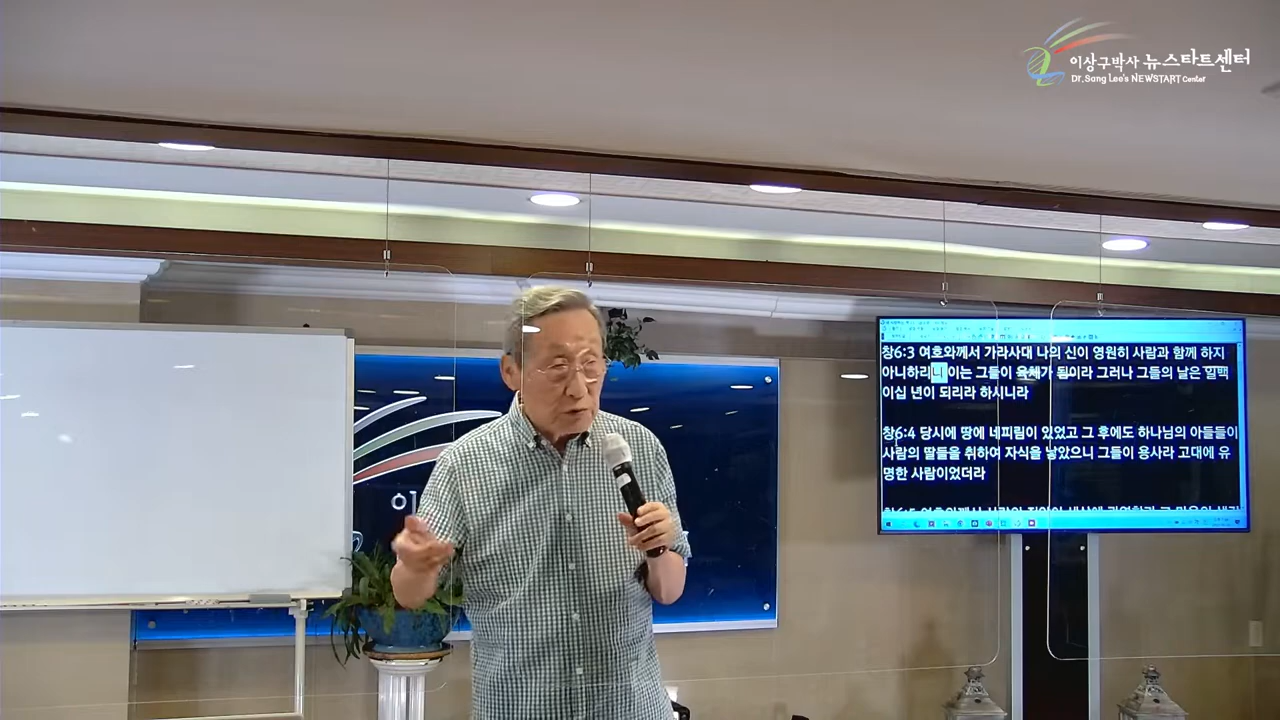 이상구박사 뉴스타트센터
Dr. Sang Lee's NEWSTART Center
창6:3 여호와께서 가라사대 나의 신이 영원히 사람과 함께 하지
아니하리니 이는 그들이 육체가 됨이라 그러나 그들의 날은 일백
이십 년이 되리라 하시니라
창6:4 당시에 땅에 네피림이 있었고 그 후에도 하나님의 아들들이
사람의 딸들을 취하여 자식을 낳았으니 그들이 용사라 고대에 유
명한 사람이었더라
이